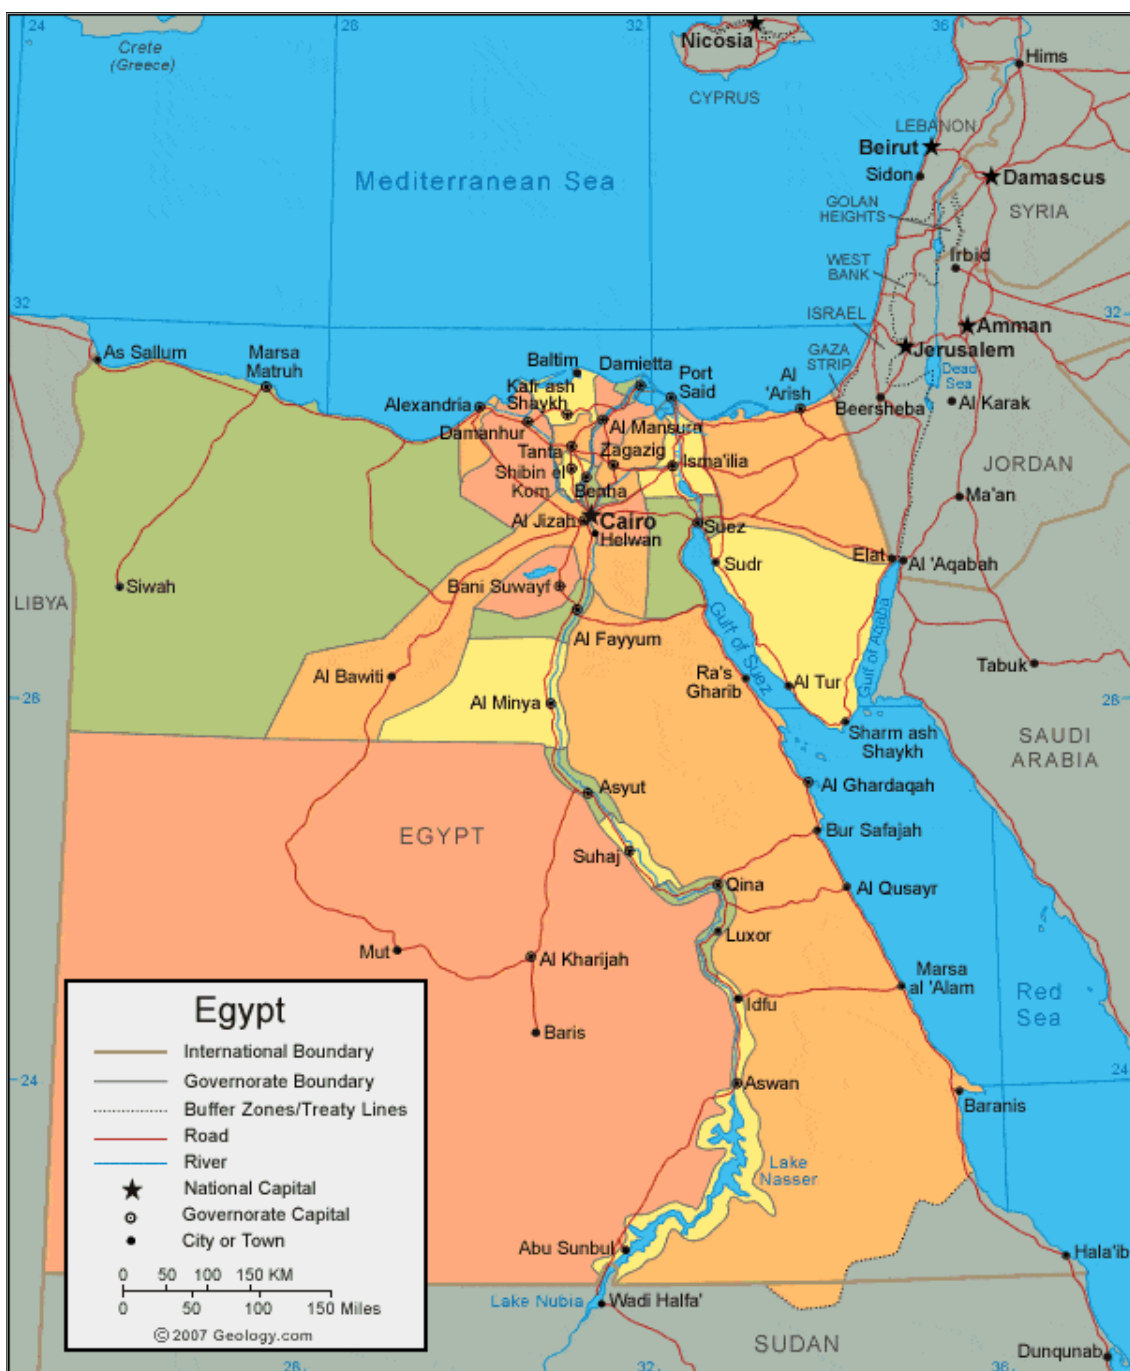 24
28
32
36
Crete
(Greece)
Nicosia
CYPRUS
Hims
LEBANON
Beirut
Sidon
Damascus
Mediterranean Sea
GOLAN
HEIGHTS
SYRIA
WEST
BANK
Irbid
32
ISRAEL
32
Amman
Jerusalem
GAZA
STRIP
Dead
Sea
As Sallum
Marsa
Matruh
Baltim
Damietta
Port
Said
Al
'Arish
Beersheba
Al Karak
Kafr ash
Shaykh
Alexandria
Damanhur
Al Mansura
Tanta
Zagazig
Isma'ilia
Shibin el
Kom
Benha
JORDAN
Ma'an
Al Jizah
Cairo
Suez
Helwan
Elat
Al 'Aqabah
Sudr
Siwah
Bani Suwayf
LIBYA
Gulf of Suez
Gulf of Aqaba
Al Fayyum
Tabuk
Al Bawiti
Ra's
Gharib
Al Tur
28
Al Minya
28
Sharm ash
Shaykh
SAUDI
ARABIA
Asyut
Al Ghardaqah
EGYPT
Bur Safajah
Suhaj
Qina
Al Qusayr
Luxor
Mut
Al Kharijah
Marsa
al 'Alam
Red
Sea
Idfu
Baris
24
Aswan
24
Baranis
Lake
Nasser
Abu Sunbul
Hala'ib
Lake Nubia
Wadi Halfa'
SUDAN
Dunqunab
28
32
36
Egypt
International Boundary
Governorate Boundary
Buffer Zones/Treaty Lines
Road
River
National Capital
Governorate Capital
City or Town
0 50 100 150 KM
0 50 100 150 Miles
© 2007 Geology.com